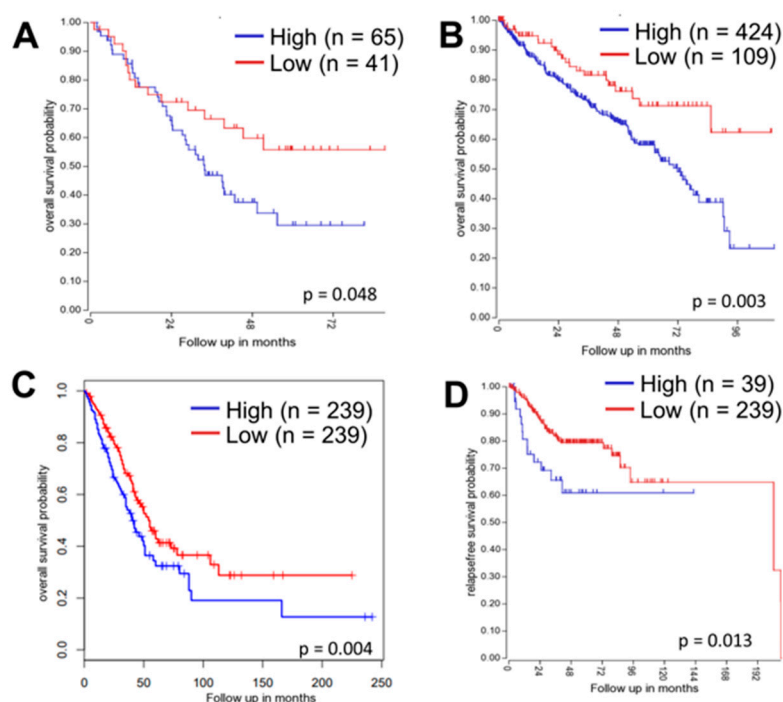 A
High (n = 65)
Low (n = 41)
overall survival probability
1.00
0.90
0.80
0.70
0.60
0.50
0.40
0.30
0.20
0.10
0.00
p = 0.048
0
24
48
72
Follow up in months
B
High (n = 424)
Low (n = 109)
overall survival probability
1.00
0.90
0.80
0.70
0.60
0.50
0.40
0.30
0.20
0.10
0.00
p = 0.003
0
24
48
72
96
Follow up in months
C
High (n = 239)
Low (n = 239)
overall survival probability
1.0
0.8
0.6
0.4
0.2
0.0
p = 0.004
0
50
100
150
200
250
Follow up in months
D
High (n = 39)
Low (n = 239)
relapsefree survival probability
1.00
0.90
0.80
0.70
0.60
0.50
0.40
0.30
0.20
0.10
0.00
p = 0.013
0
24
48
72
96
120
144
168
192
Follow up in months